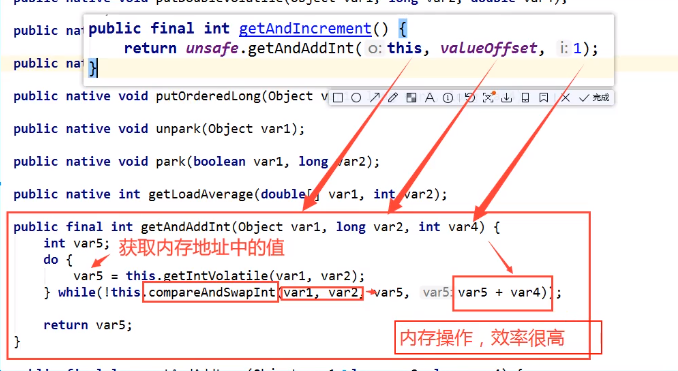 public native void putDoubleVolatile(Object var1, long var2, double var4);
public final int getAndIncrement() {
return unsafe.getAndAddInt( o: this, valueOffset, i: 1);
}
public nat
public nat
public native void putOrderedLong(Object v
完成
public native void unpark(Object var1);
public native void park(boolean var1, long var2);
public native int getLoadAverage(double[] var1, int var2);
public final int getAndAddInt(Object var1, long var2, int var4) {
int var5;
获取内存地址中的值
do {
var5 = this.getIntVolatile(var1, var2);
} while(!this.compareAndSwapInt(var1, var2, var5, var5: var5 + var4));
return var5;
内存操作，效率很高
}